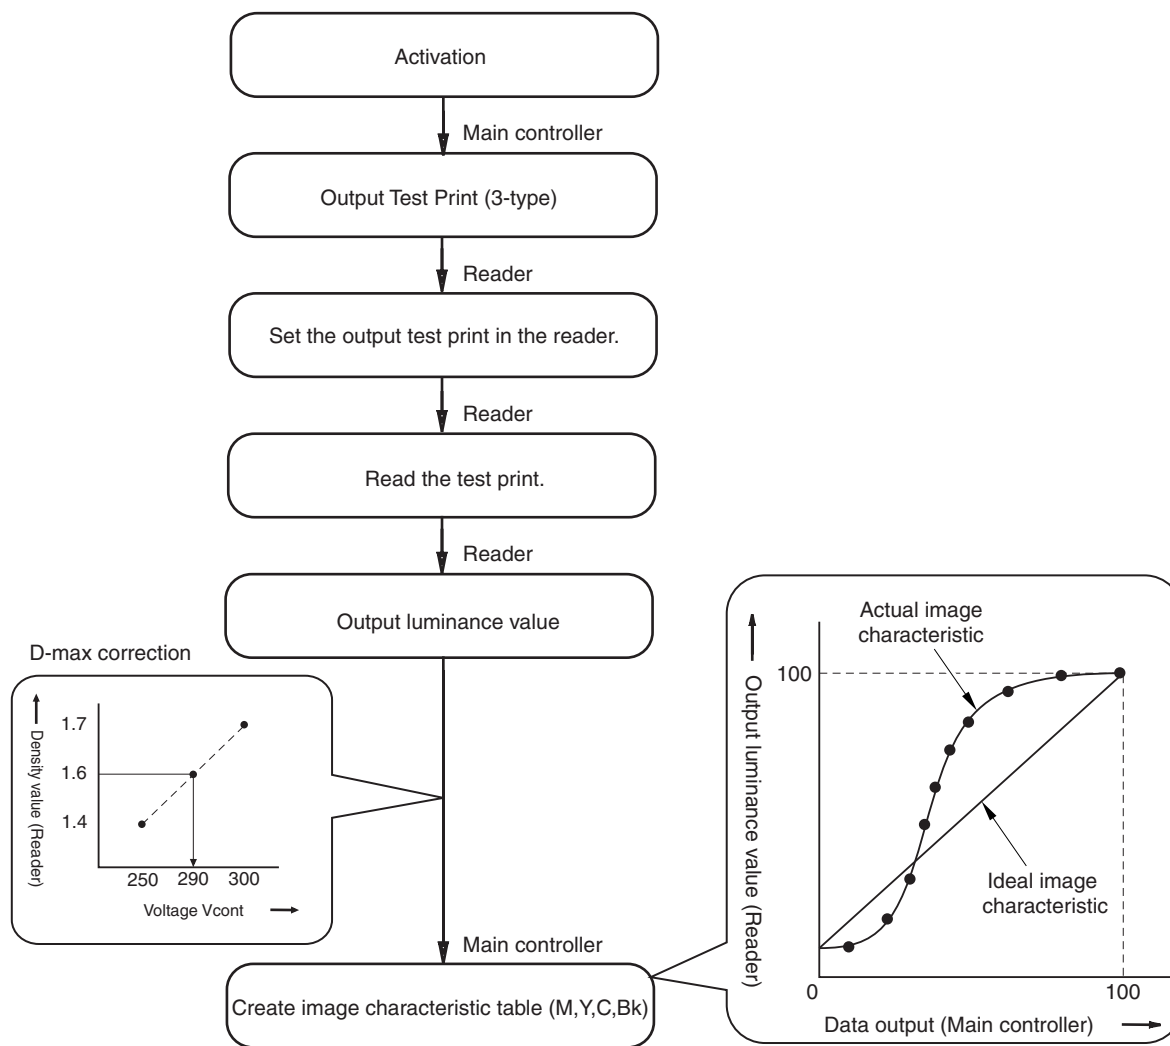 Activation
Main controller
Output Test Print (3-type)
Reader
Set the output test print in the reader.
Reader
Read the test print.
Reader
Output luminance value
D-max correction
Density value (Reader)
1.7
1.6
1.4
250 290 300
Voltage Vcont
Main controller
Create image characteristic table (M,Y,C,Bk)
Actual image
characteristic
100
Output luminance value (Reader)
Ideal image
characteristic
0 100
Data output (Main controller)